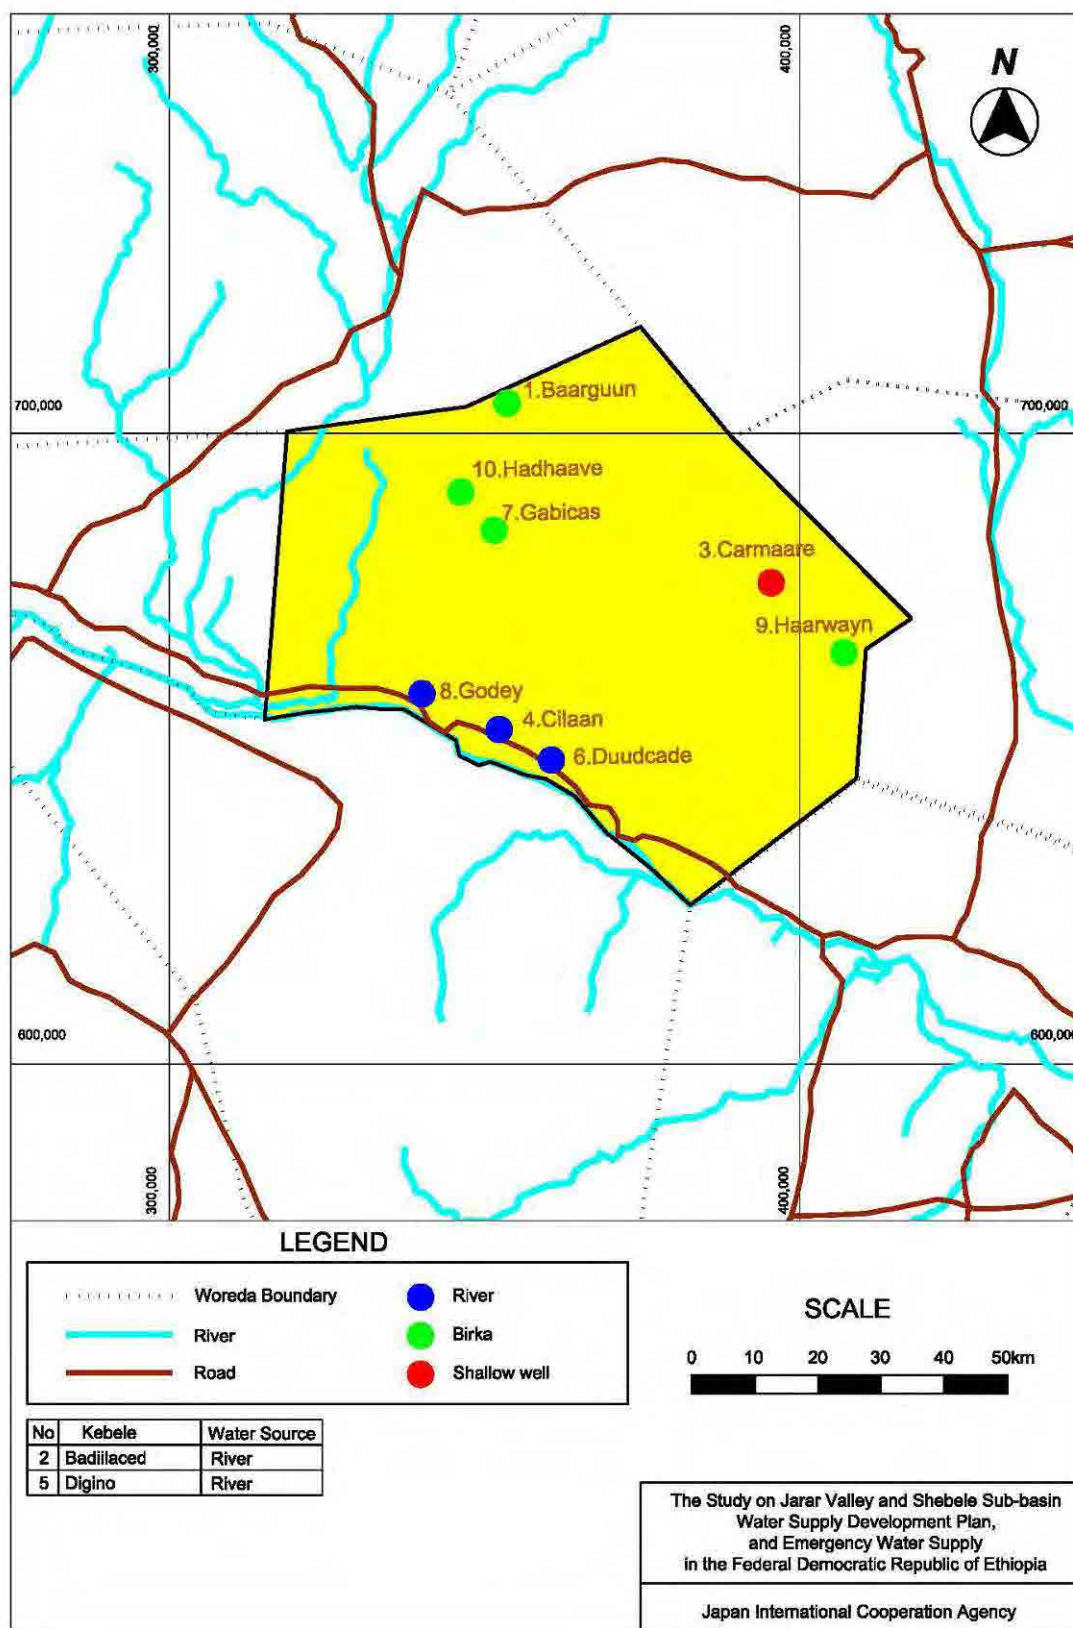 300,000
400,000
N
1.Baarguun
700,000
700,000
10.Hadhaave
7.Gabicas
3.Carmaare
9.Haarwayn
8.Godey
4.Cilaan
6.Duudcade
600,000
600,000
300,000
400,000
LEGEND
Woreda Boundary
River
River
Birka
Road
Shallow well
SCALE
0 10 20 30 40 50km
No Kebele Water Source
2 Badiilaced River
5 Digino River
The Study on Jarar Valley and Shebele Sub-basin
Water Supply Development Plan,
and Emergency Water Supply
in the Federal Democratic Republic of Ethiopia
Japan International Cooperation Agency